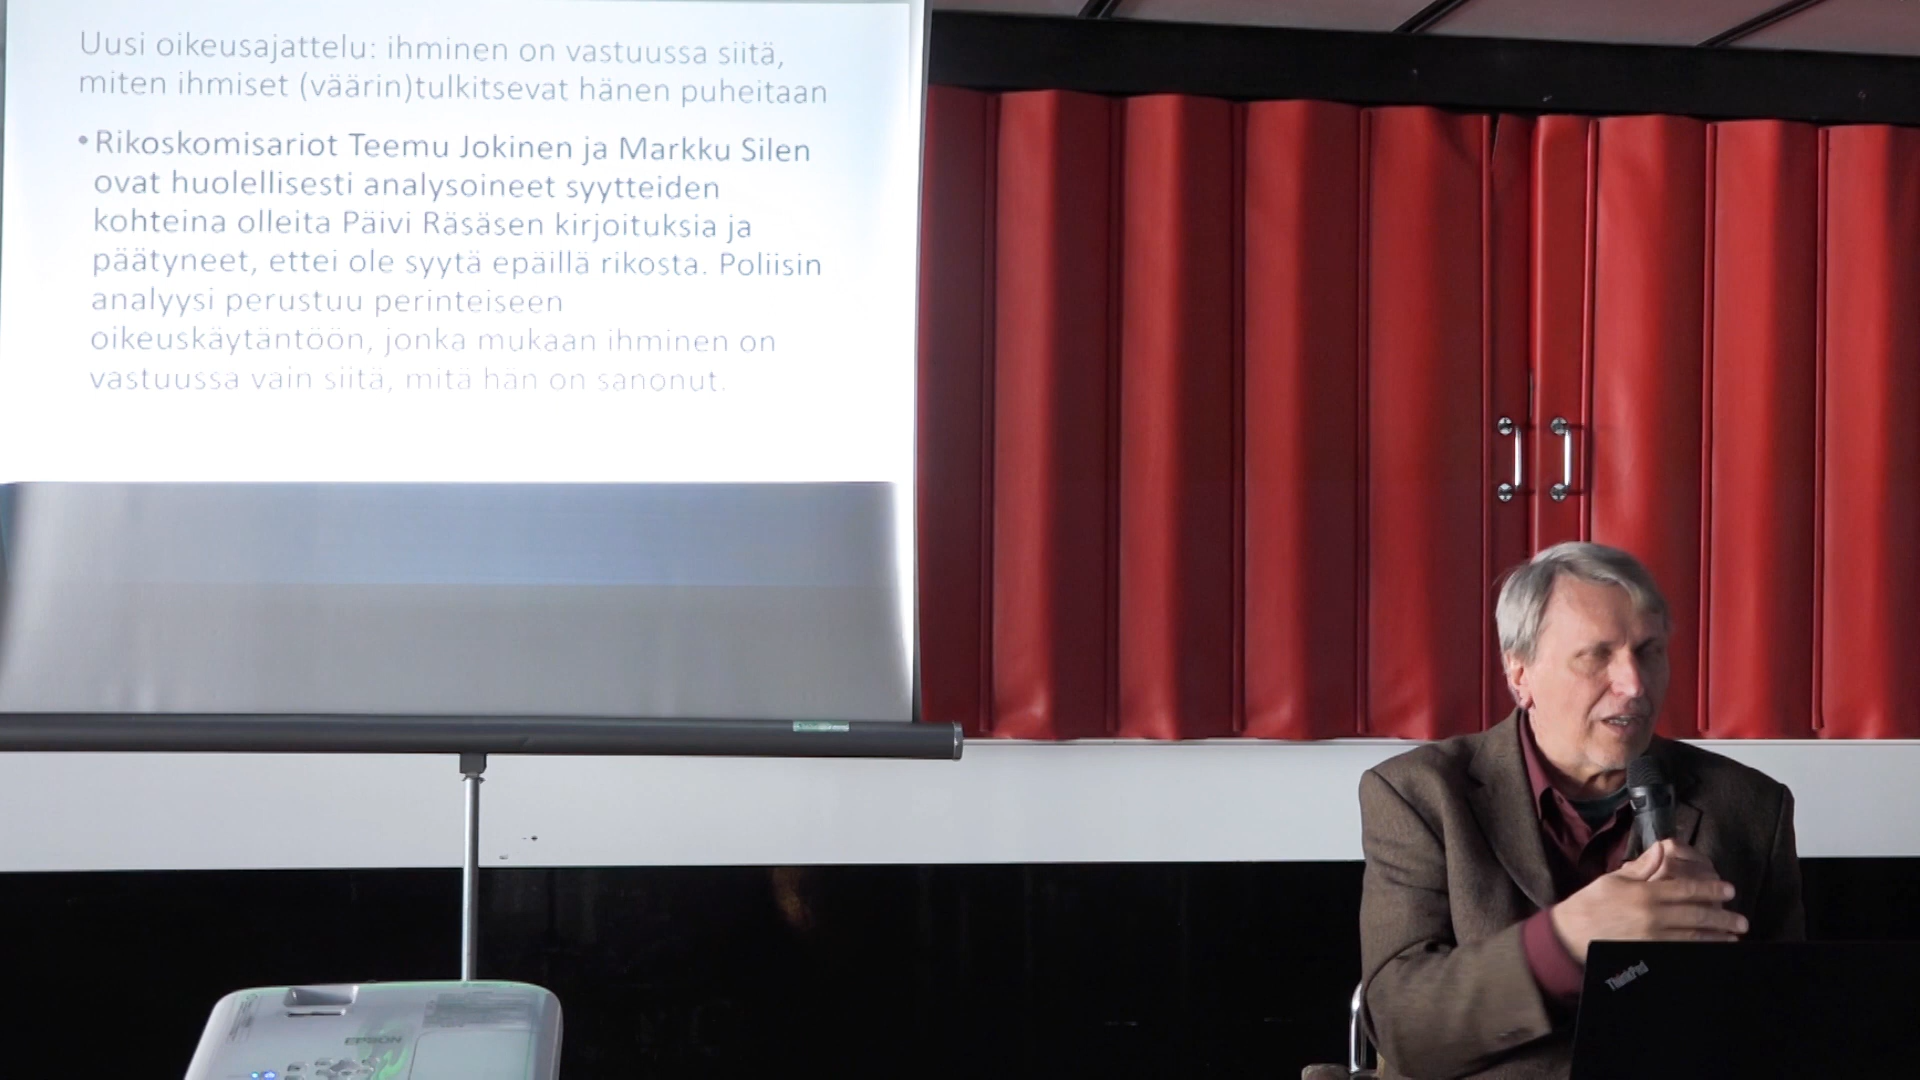 Uusi oikeusajattelu: ihminen on vastuussa siitä,
miten ihmiset (väärin)tulkitsevat hänen puheitaan
•Rikoskomisariot Teemu Jokinen ja Markku Silen
ovat huolellisesti analysoineet syytteiden
kohteina olleita Päivi Räsäsen kirjoituksia ja
päätyneet, ettei ole syytä epäillä rikosta. Poliisin
analyysi perustuu perinteiseen
oikeuskäytäntöön, jonka mukaan ihminen on
vastuussa vain siitä, mitä hän on sanonut.
EPSON
ThinkPad